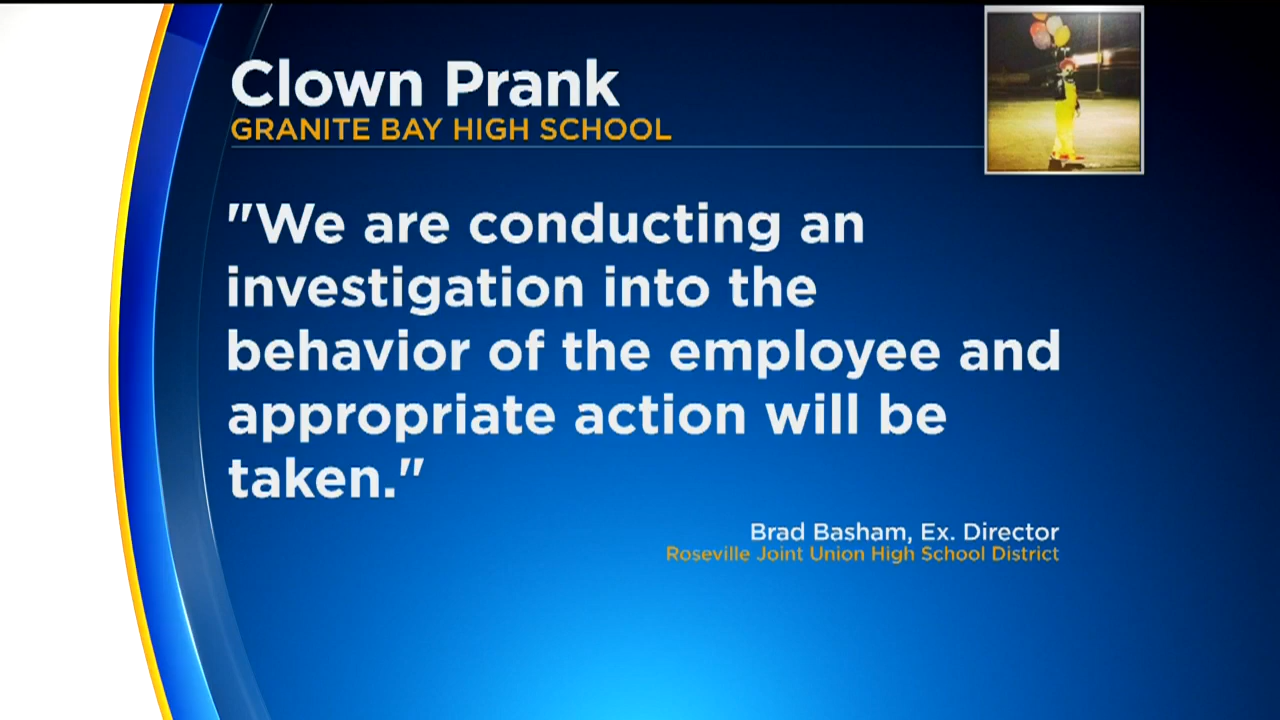 Clown Prank
GRANITE BAY HIGH SCHOOL
"We are conducting an
investigation into the
behavior of the employee and
appropriate action will be
taken."
Brad Basham, Ex. Director
Roseville Joint Union High School District